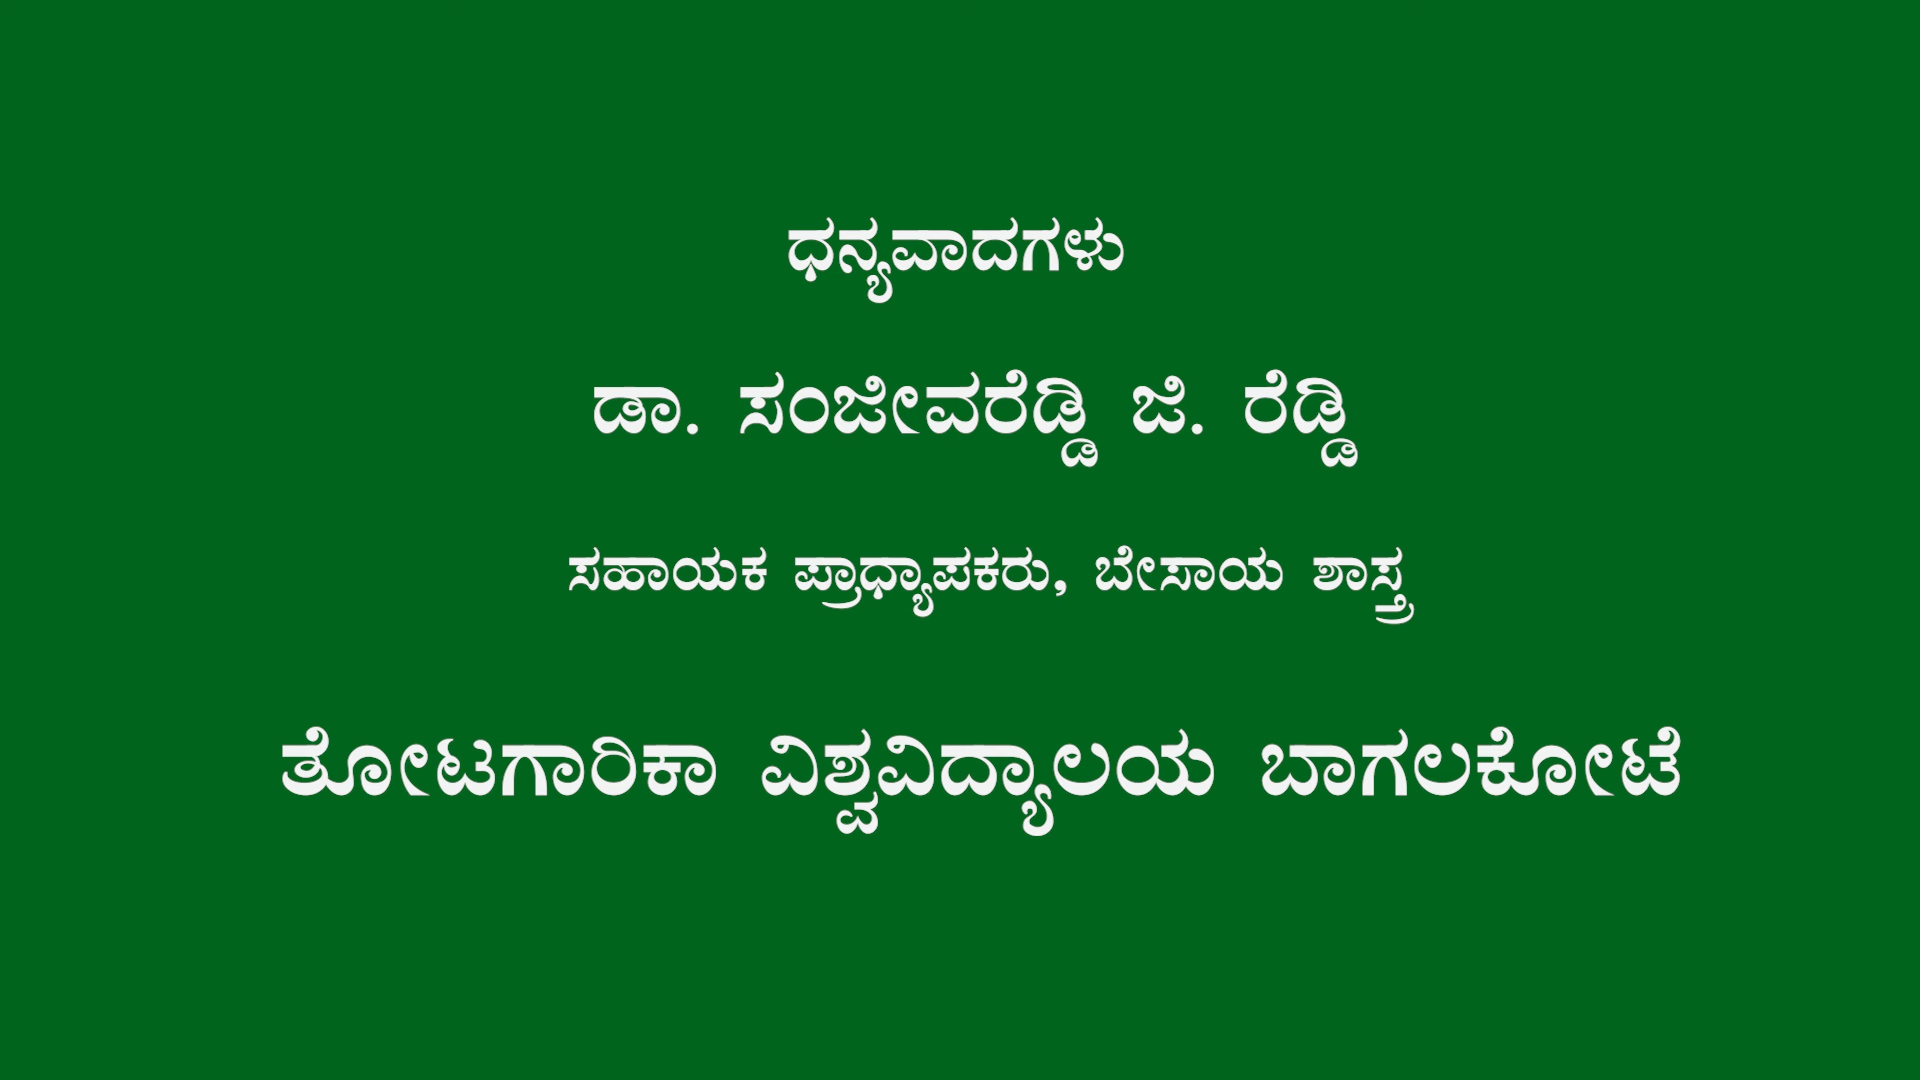 ಧನ್ಯವಾದಗಳು
ಡಾ. ಸಂಜೀವರೆಡ್ಡಿ ಜಿ. ರೆಡ್ಡಿ
ಸಹಾಯಕ ಪ್ರಾಧ್ಯಾಪಕರು, ಬೇಸಾಯ ಶಾಸ್ತ್ರ
ತೋಟಗಾರಿಕಾ ವಿಶ್ವವಿದ್ಯಾಲಯ ಬಾಗಲಕೋಟೆ